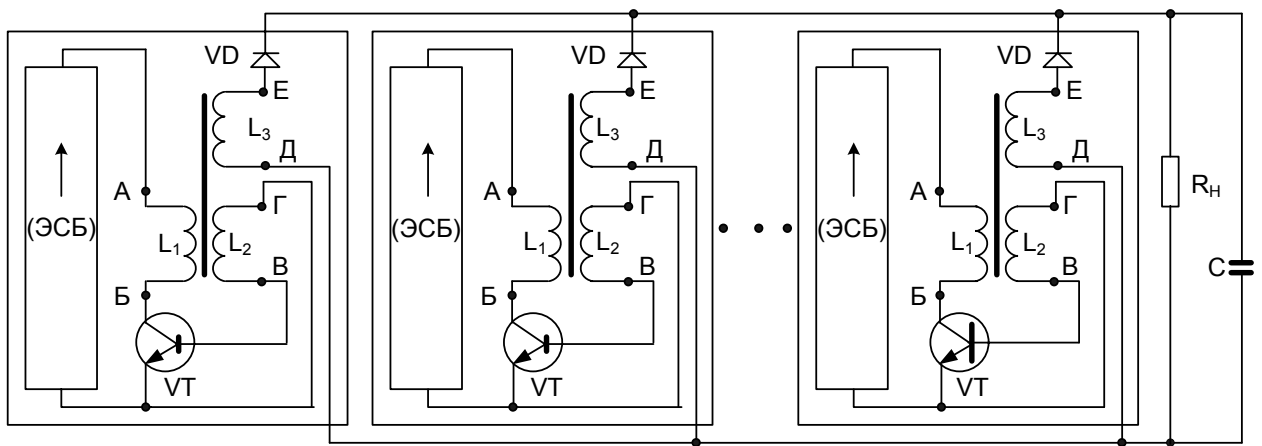 VD
Е
L3
Д
А
Г
(ЭСБ)
L1
L2
В
Б
VT
VD
Е
L3
Д
А
Г
(ЭСБ)
L1
L2
В
Б
VT
VD
Е
L3
Д
А
Г
(ЭСБ)
L1
L2
В
Б
VT
RН
С